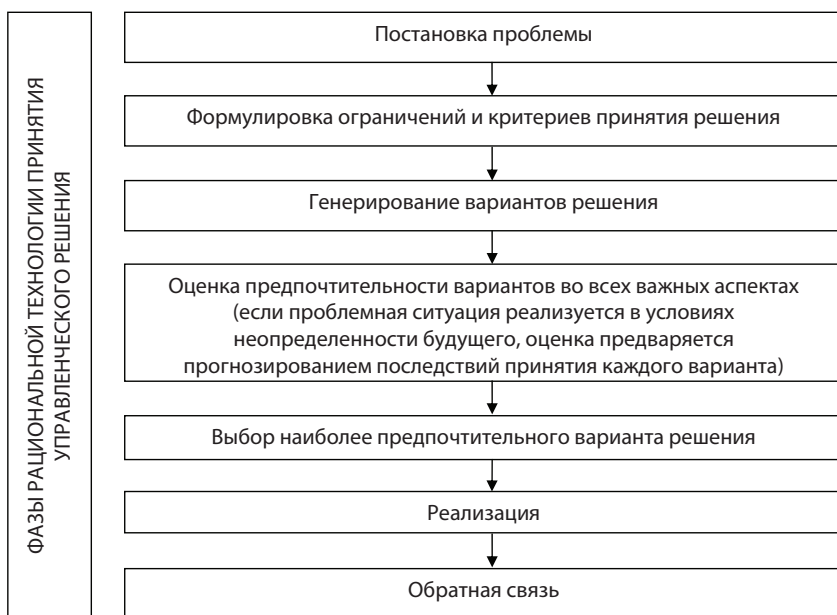 ФАЗЫ РАЦИОНАЛЬНОЙ ТЕХНОЛОГИИ ПРИНЯТИЯ
УПРАВЛЕНЧЕСКОГО РЕШЕНИЯ
Постановка проблемы
Формулировка ограничений и критериев принятия решения
Генерирование вариантов решения
Оценка предпочтительности вариантов во всех важных аспектах
(если проблемная ситуация реализуется в условиях
неопределенности будущего, оценка предваряется
прогнозированием последствий принятия каждого варианта)
Выбор наиболее предпочтительного варианта решения
Реализация
Обратная связь